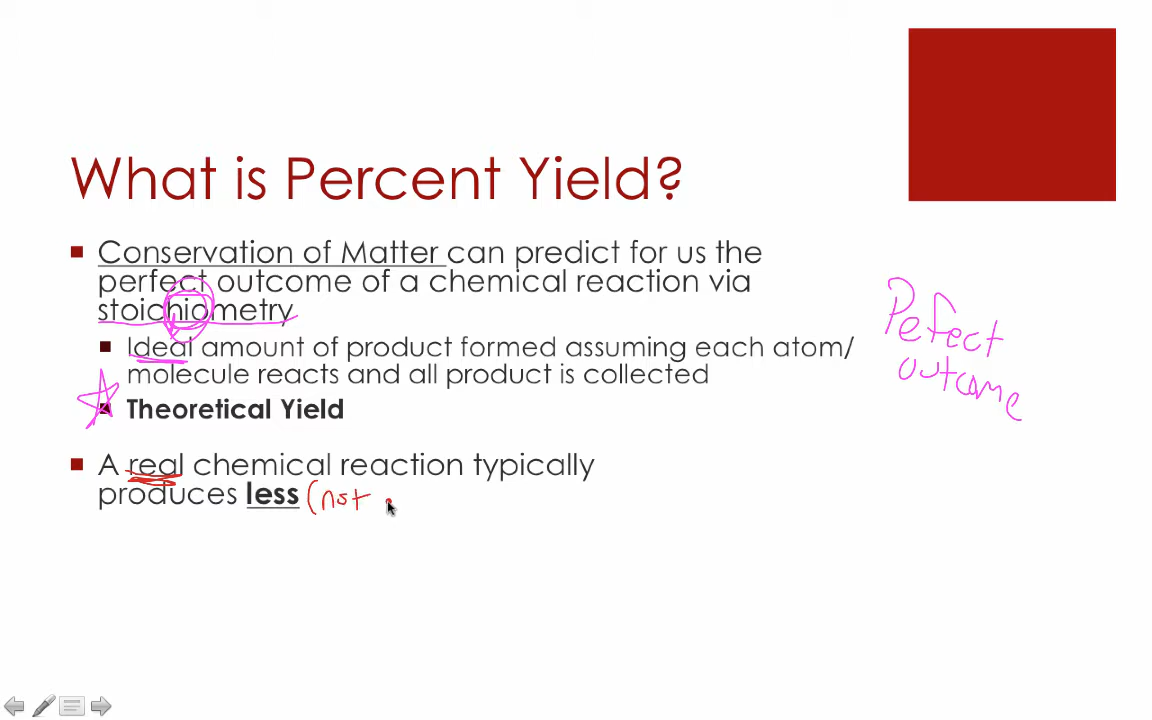 What is Percent Yield?
Conservation of Matter can predict for us the
perfect outcome of a chemical reaction via
stoichiometry
Ideal amount of product formed assuming each atom/
molecule reacts and all product is collected
Theoretical Yield
A real chemical reaction typically
produces less (not
Pefect
outcome